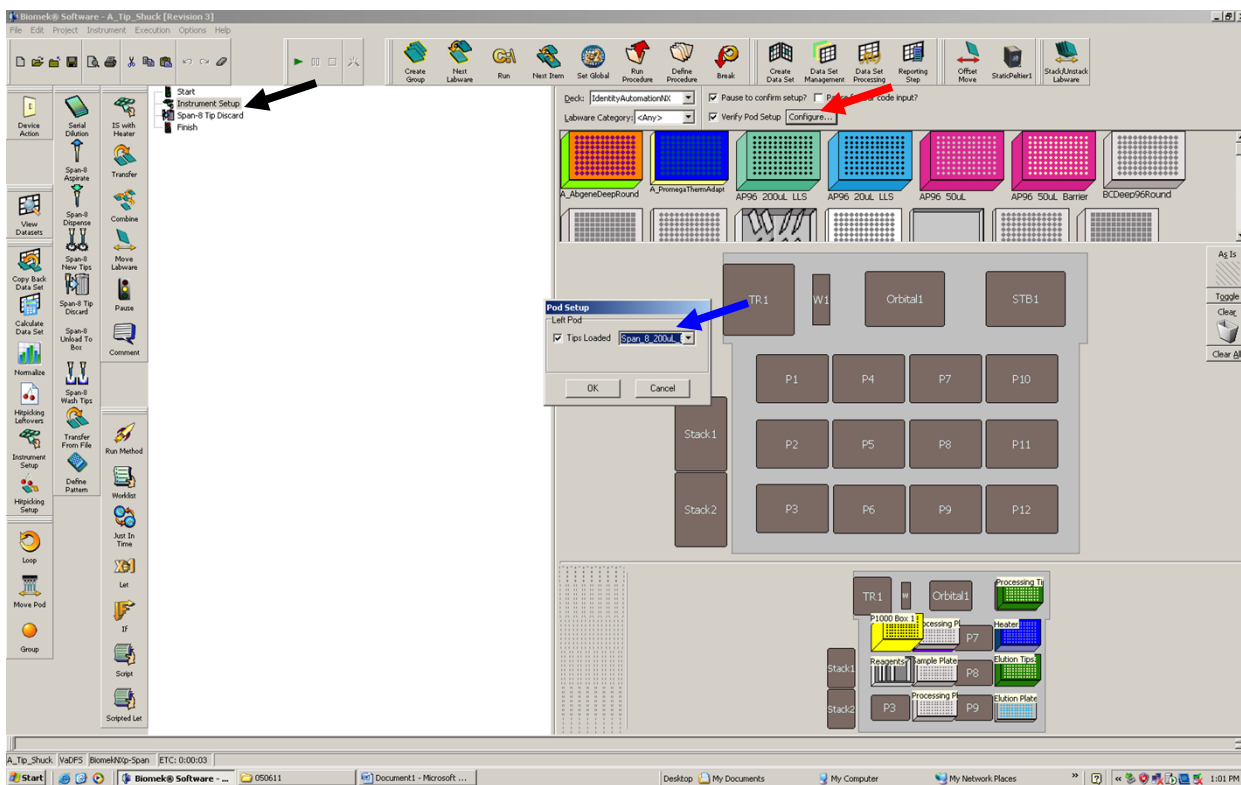 Biomek® Software - A_Tip_Shuck [Revision 3]
File Edit Project Instrument Execution Options Help
Create Group
Next Labware
Run
Next Item
Set Global
Run Procedure
Define Procedure
Break
Create Data Set
Data Set Management
Data Set Processing
Reporting Step
Offset Move
StaticPeltier1
Stack/Unstack Labware
Device Action
View Datasets
Copy Back Data Set
Calculate Data Set
Normalize
Hitpicking Leftovers
Instrument Setup
Hitpicking Setup
Loop
Move Pod
Group
Serial Dilution
Span-8 Aspirate
Span-8 Dispense
Span-8 New Tips
Span-8 Tip Discard
Span-8 Unload To Box
Span-8 Wash Tips
Transfer From File
Define Pattern
IS with Heater
Transfer
Combine
Move Labware
Pause
Comment
Run Method
Worklist
Just In Time
Let
If
Script
Scripted Let
Start
Instrument Setup
Span-8 Tip Discard
Finish
Deck: IdentityAutomationNX
Pause to confirm setup?
code input?
Labware Category: <Any>
Verify Pod Setup Configure...
A_AbgeneDeepRound
A_PromegaThermAdapt
AP96 200uL LLS
AP96 20uL LLS
AP96 50uL
AP96 50uL Barrier
BCDeep96Round
As Is
Toggle
Clear
Clear All
TR1 W1 Orbital1 STB1
P1 P4 P7 P10
Stack1
P2 P5 P8 P11
Stack2
P3 P6 P9 P12
Pod Setup
Left Pod
Tips Loaded Span_8_200uL_
OK Cancel
TR1 W Orbital1 Processing Ti
P1000 Box 1 ocessing Pl P7 Heater
Stack1 Reagents ample Plate P8 Elution Tips
Stack2 P3 Processing Pl P9 Elution Plate
A_Tip_Shuck VaDFS BiomekNXp-Span ETC: 0:00:03
Start Biomek® Software - ... 050611 Document1 - Microsoft ... Desktop My Documents My Computer My Network Places » « 1:01 PM